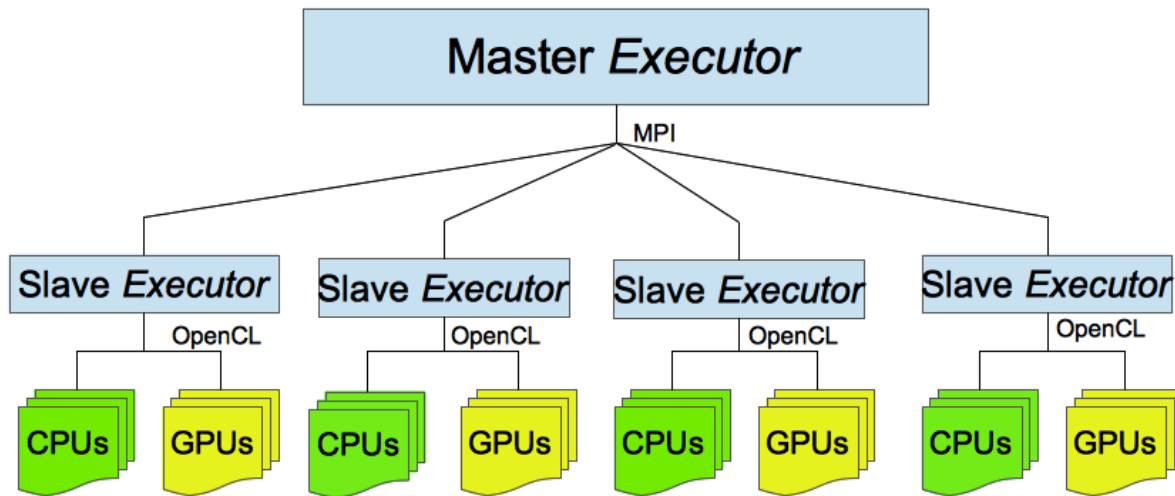 Master Executor
MPI
Slave Executor
Slave Executor
Slave Executor
Slave Executor
OpenCL
OpenCL
OpenCL
OpenCL
CPUs
GPUs
CPUs
GPUs
CPUs
GPUs
CPUs
GPUs